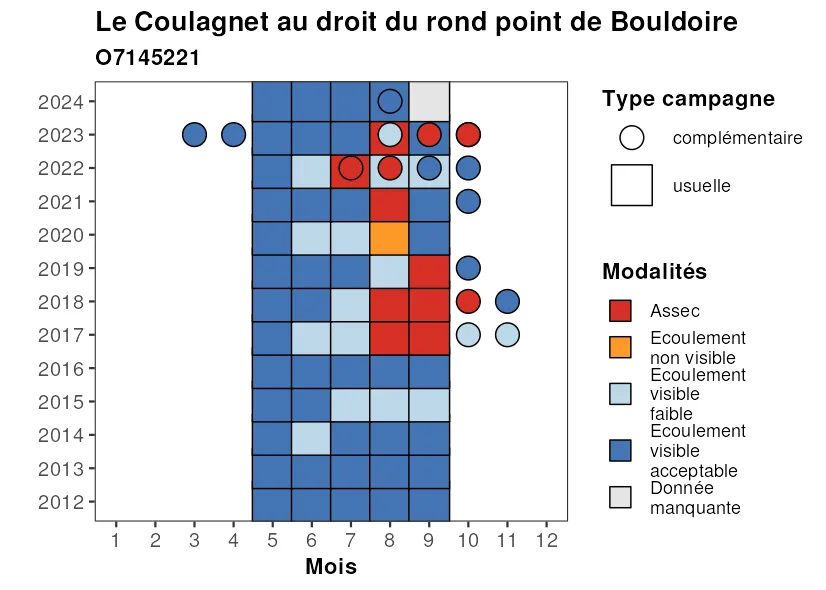 Le Coulagnet au droit du rond point de Bouldoire
O7145221
2024
2023
2022
2021
2020
2019
2018
2017
2016
2015
2014
2013
2012
1 2 3 4 5 6 7 8 9 10 11 12
Mois
Type campagne
complémentaire
usuelle
Modalités
Assec
Ecoulement
non visible
Ecoulement
visible
faible
Ecoulement
visible
acceptable
Donnée
manquante